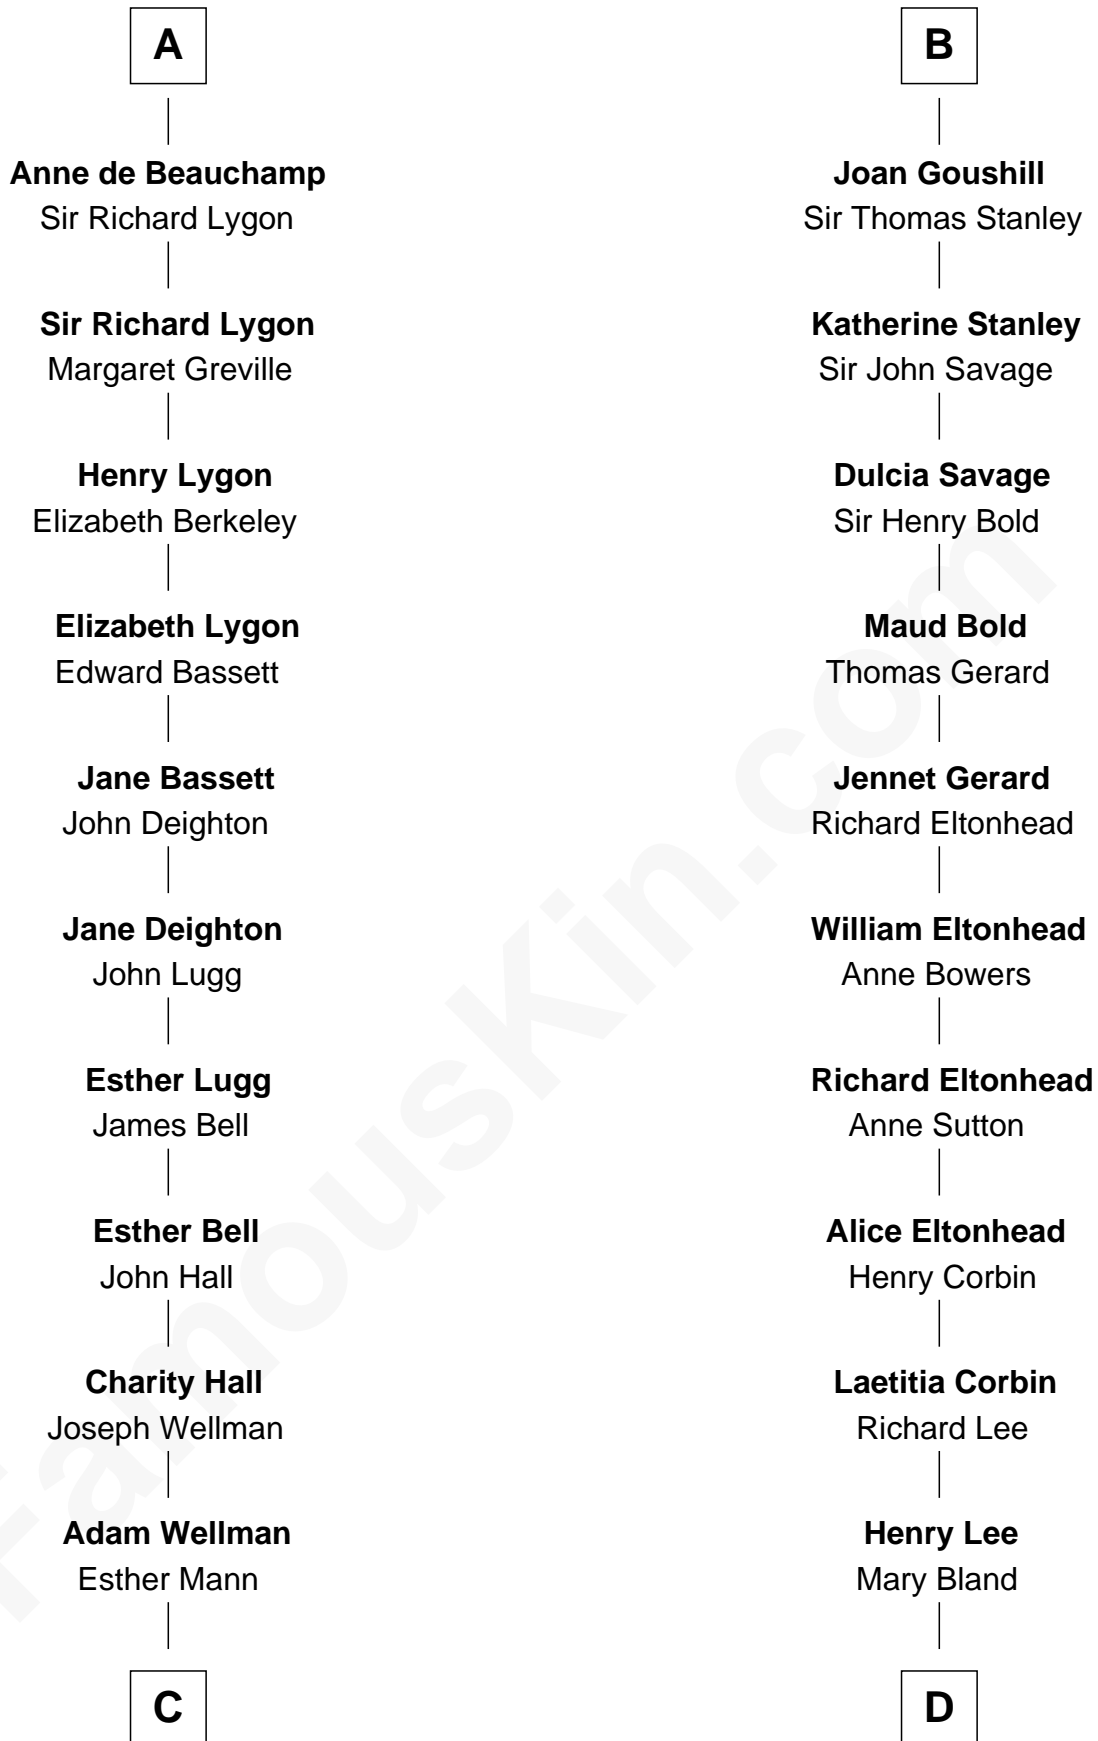 A
Anne de Beauchamp
Sir Richard Lygon
Sir Richard Lygon
Margaret Greville
Henry Lygon
Elizabeth Berkeley
Elizabeth Lygon
Edward Bassett
Jane Bassett
John Deighton
Jane Deighton
John Lugg
Esther Lugg
James Bell
Esther Bell
John Hall
Charity Hall
Joseph Wellman
Adam Wellman
Esther Mann
C
B
Joan Goushill
Sir Thomas Stanley
Katherine Stanley
Sir John Savage
Dulcia Savage
Sir Henry Bold
Maud Bold
Thomas Gerard
Jennet Gerard
Richard Eltonhead
William Eltonhead
Anne Bowers
Richard Eltonhead
Anne Sutton
Alice Eltonhead
Henry Corbin
Laetitia Corbin
Richard Lee
Henry Lee
Mary Bland
D
FamousKin.com